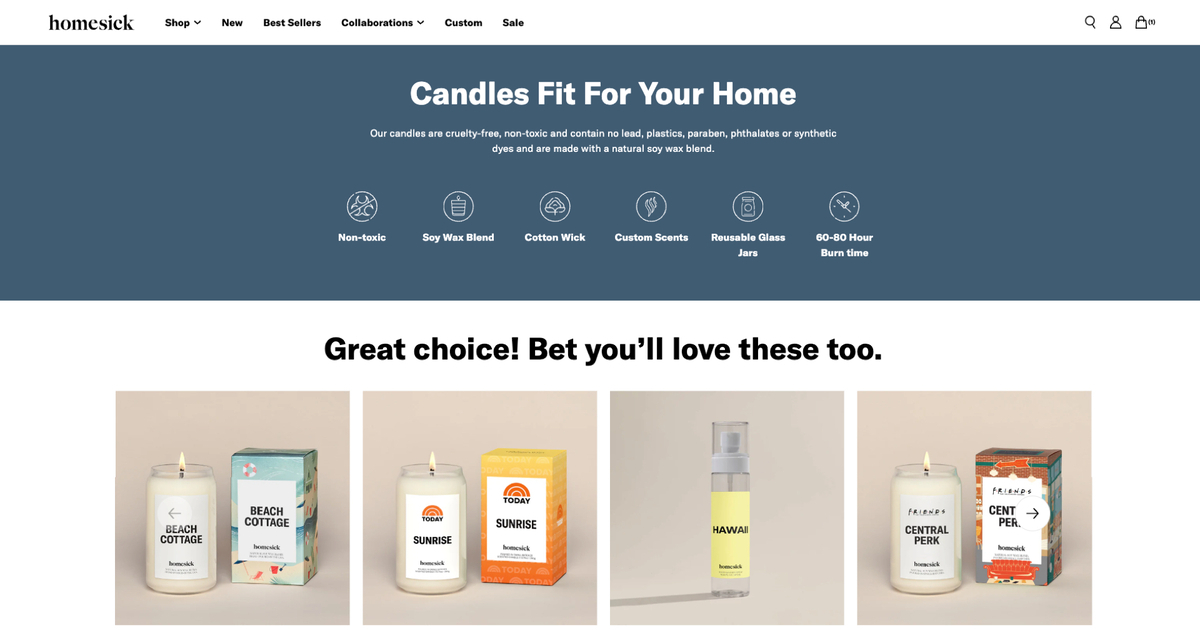 homesick
Shop
New
Best Sellers
Collaborations
Custom
Sale
(1)
Candles Fit For Your Home
Our candles are cruelty-free, non-toxic and contain no lead, plastics, paraben, phthalates or synthetic
dyes and are made with a natural soy wax blend.
Non-toxic
Soy Wax Blend
Cotton Wick
Custom Scents
Reusable Glass
Jars
60-80 Hour
Burn time
Great choice! Bet you'll love these too.
BEACH
COTTAGE
homesick
BEACH
COTTAGE
homesick
TODAY
SUNRISE
homesick
TODAY
SUNRISE
homesick
HAWAII
homesick
FRIENDS
CENTRAL
PERK
homesick
FRIENDS
CENT
PER
homesick